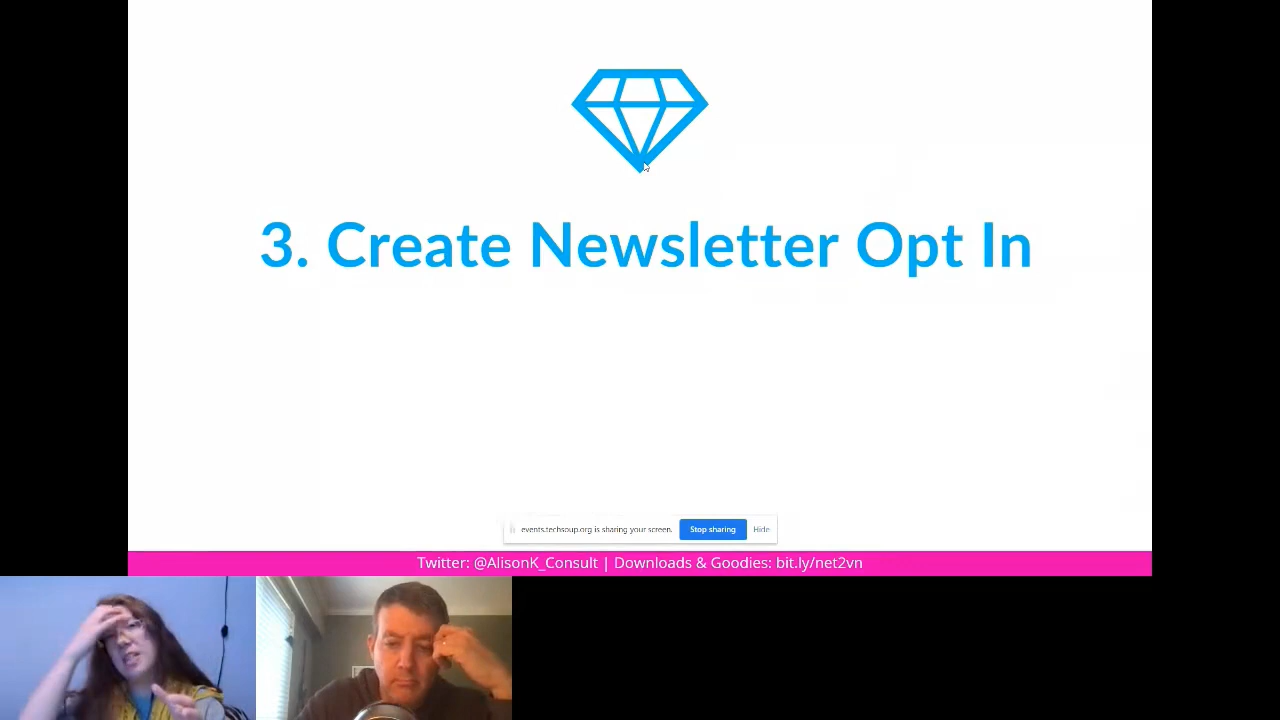 3. Create Newsletter Opt In
events.techsoup.org is sharing your screen. Stop sharing Hide
Twitter: @AlisonK_Consult | Downloads & Goodies: bit.ly/net2vn